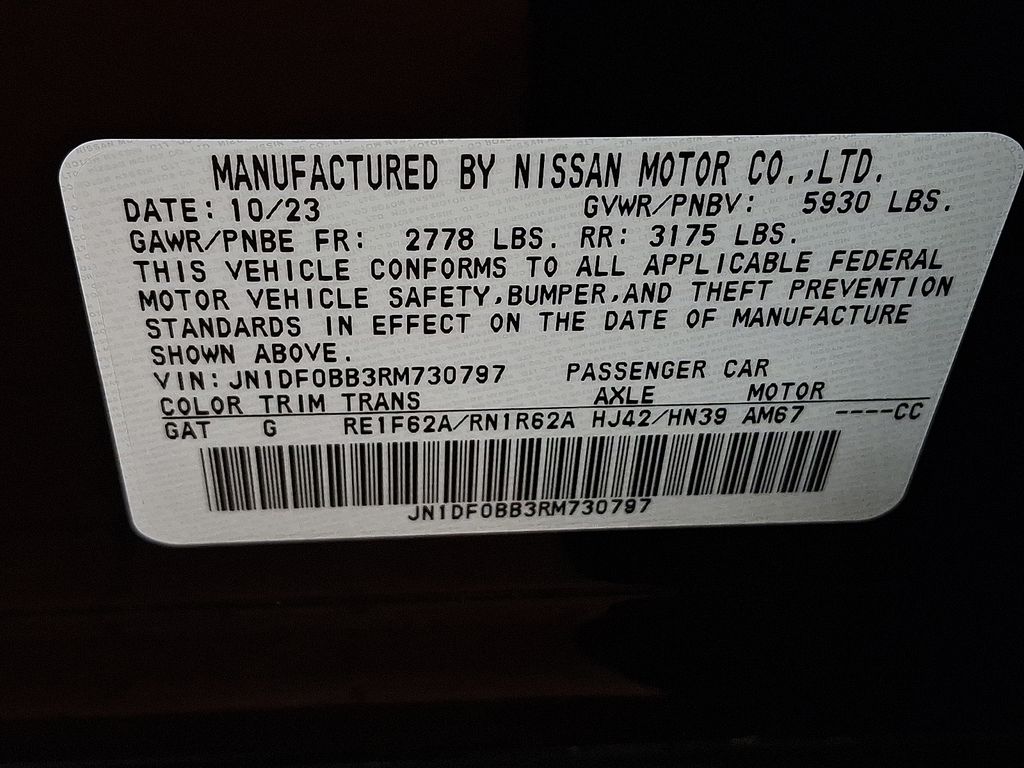 MANUFACTURED BY NISSAN MOTOR CO.,LTD.
DATE: 10/23 GVWR/PNBV: 5930 LBS.
GAWR/PNBE FR: 2778 LBS. RR: 3175 LBS.
THIS VEHICLE CONFORMS TO ALL APPLICABLE FEDERAL
MOTOR VEHICLE SAFETY,BUMPER,AND THEFT PREVENTION
STANDARDS IN EFFECT ON THE DATE OF MANUFACTURE
SHOWN ABOVE.
VIN: JN1DF0BB3RM730797 PASSENGER CAR
COLOR TRIM TRANS AXLE MOTOR
GAT G RE1F62A/RN1R62A HJ42/HN39 AM67 ----CC
JN1DF0BB3RM730797